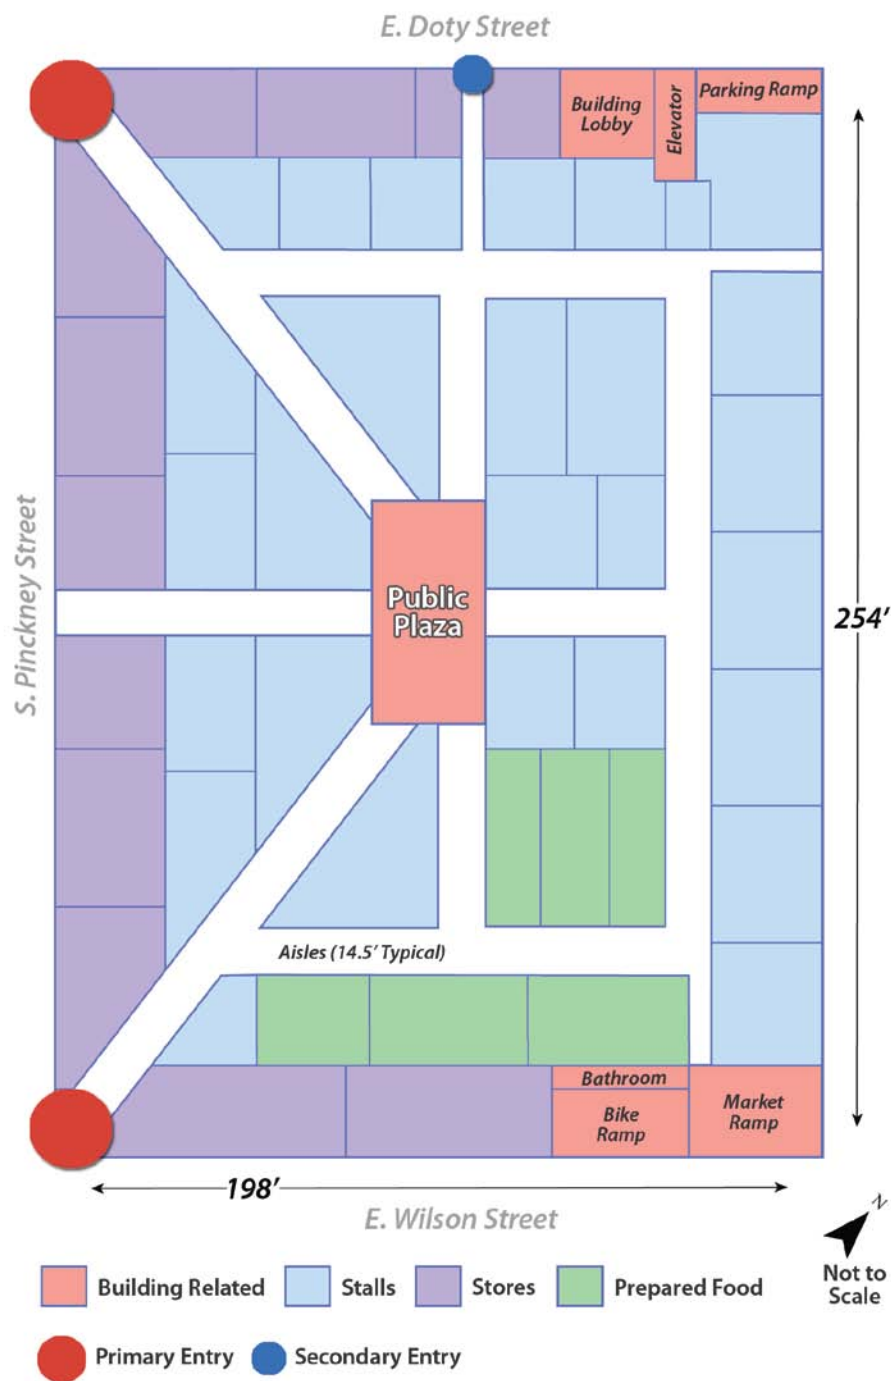 E. Doty Street
Building
Lobby
Elevator
Parking Ramp
S. Pinckney Street
Public
Plaza
254'
Aisles (14.5' Typical)
Bathroom
Bike
Ramp
Market
Ramp
198'
E. Wilson Street
N
Not to
Scale
Building Related
Stalls
Stores
Prepared Food
Primary Entry
Secondary Entry